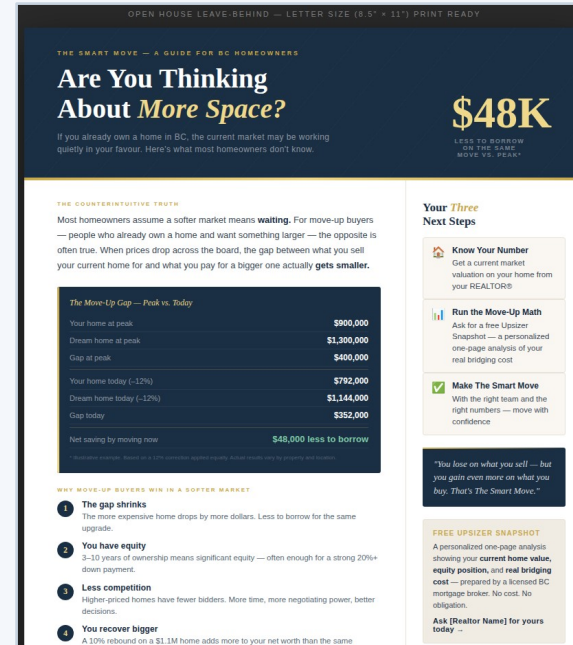 OPEN HOUSE LEAVE-BEHIND — LETTER SIZE (8.5" × 11") PRINT READY
THE SMART MOVE — A GUIDE FOR BC HOMEOWNERS
Are You Thinking
About More Space?
If you already own a home in BC, the current market may be working
quietly in your favour. Here's what most homeowners don't know.
$48K
LESS TO BORROW
ON THE SAME
MOVE VS. PEAK*
THE COUNTERINTUITIVE TRUTH
Most homeowners assume a softer market means waiting. For move-up buyers
— people who already own a home and want something larger — the opposite is
often true. When prices drop across the board, the gap between what you sell
your current home for and what you pay for a bigger one actually gets smaller.
The Move-Up Gap — Peak vs. Today
Your home at peak $900,000
Dream home at peak $1,300,000
Gap at peak $400,000
Your home today (–12%) $792,000
Dream home today (–12%) $1,144,000
Gap today $352,000
Net saving by moving now $48,000 less to borrow
* Illustrative example. Based on a 12% correction applied equally. Actual results vary by property and location.
WHY MOVE-UP BUYERS WIN IN A SOFTER MARKET
1 The gap shrinks
The more expensive home drops by more dollars. Less to borrow for the same
upgrade.
2 You have equity
3–10 years of ownership means significant equity — often enough for a strong 20%+
down payment.
3 Less competition
Higher-priced homes have fewer bidders. More time, more negotiating power, better
decisions.
4 You recover bigger
A 10% rebound on a $1.1M home adds more to your net worth than the same
Your Three
Next Steps
Know Your Number
Get a current market
valuation on your home from
your REALTOR®
Run the Move-Up Math
Ask for a free Upsizer
Snapshot — a personalized
one-page analysis of your
real bridging cost
Make The Smart Move
With the right team and the
right numbers — move with
confidence
"You lose on what you sell — but
you gain even more on what you
buy. That's The Smart Move."
FREE UPSIZER SNAPSHOT
A personalized one-page analysis
showing your current home value,
equity position, and real bridging
cost — prepared by a licensed BC
mortgage broker. No cost. No
obligation.
Ask [Realtor Name] for yours
today →